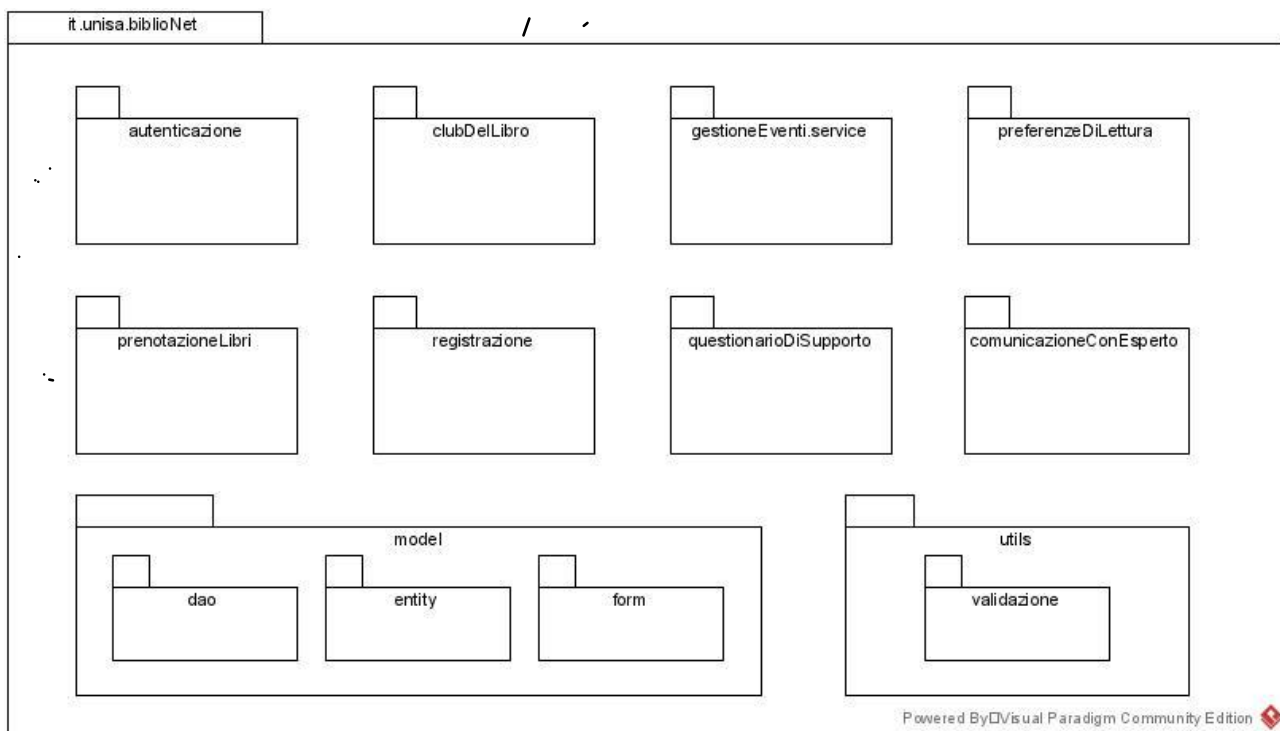 it.unisa.biblioNet
autenticazione
clubDelLibro
gestioneEventi.service
preferenzeDiLettura
prenotazioneLibri
registrazione
questionarioDiSupporto
comunicazioneConEsperto
model
utils
dao
entity
form
validazione
Powered By□Visual Paradigm Community Edition